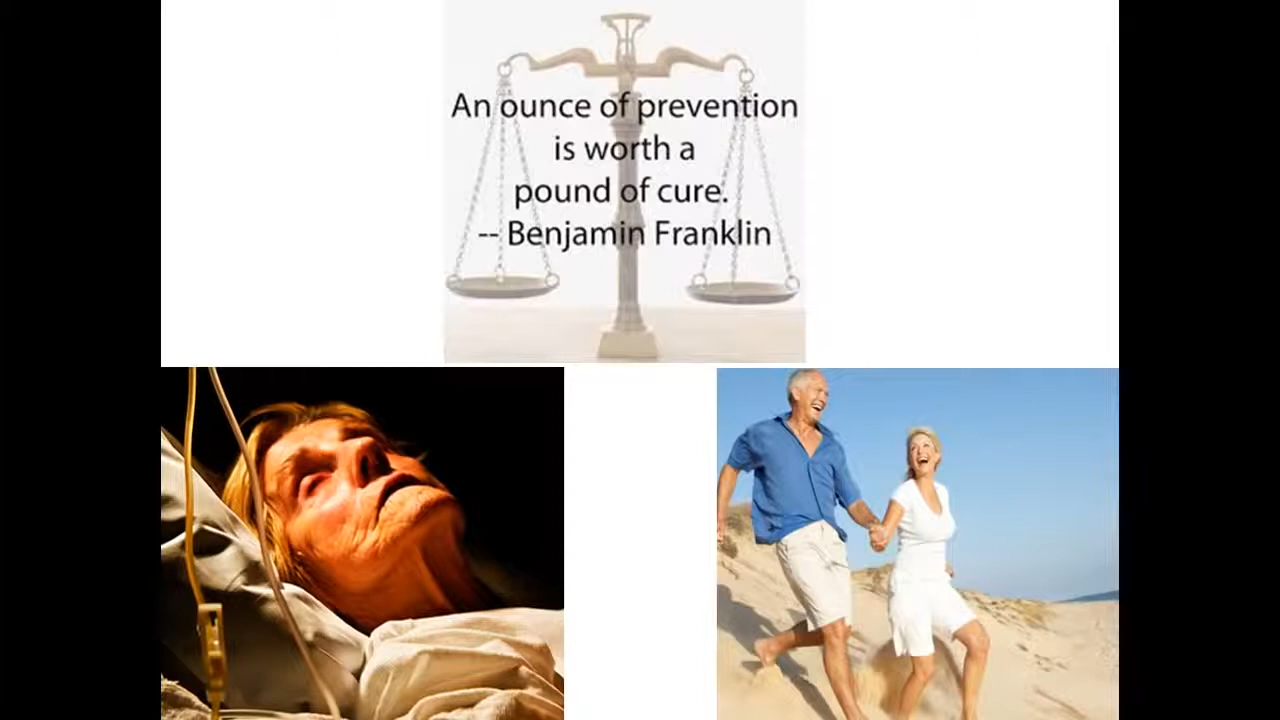 An ounce of prevention
is worth a
pound of cure.
-- Benjamin Franklin